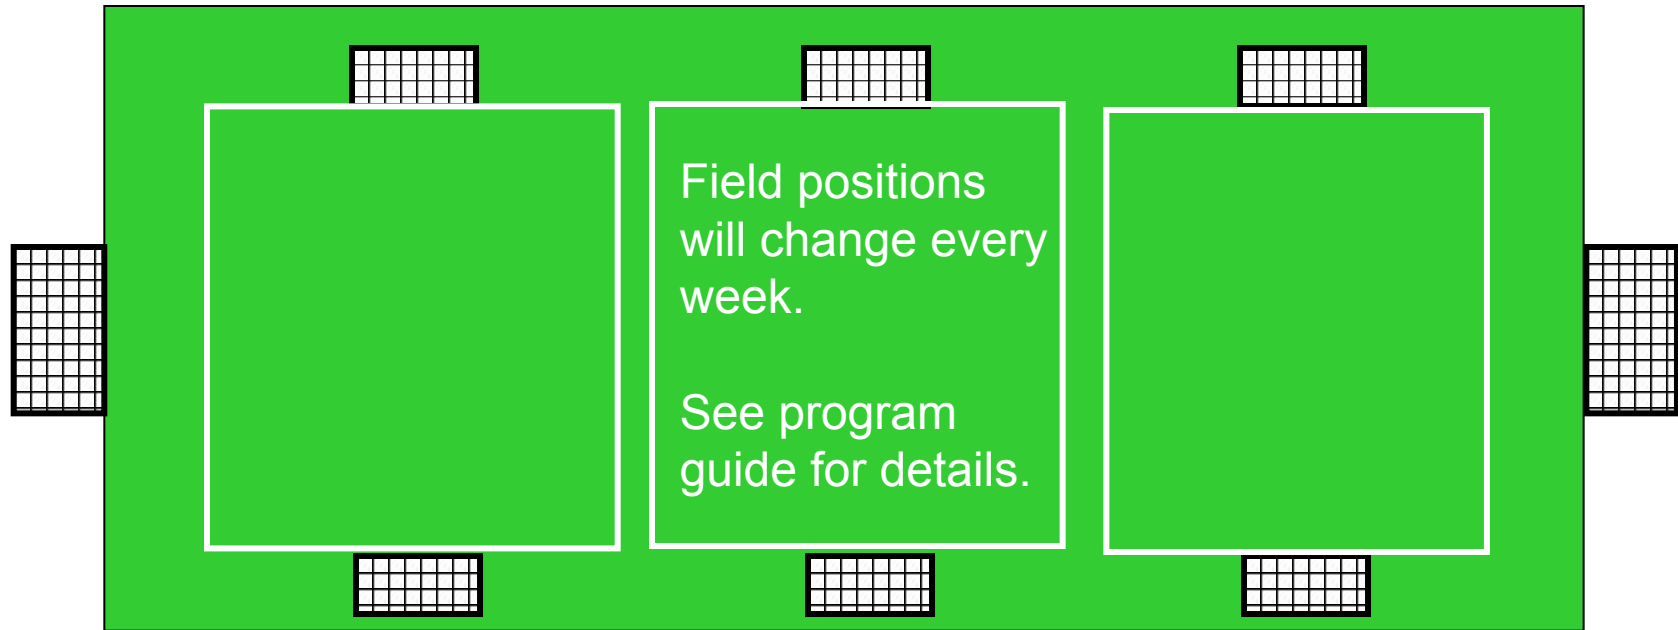 Field positions
will change every
week.
See program
guide for details.